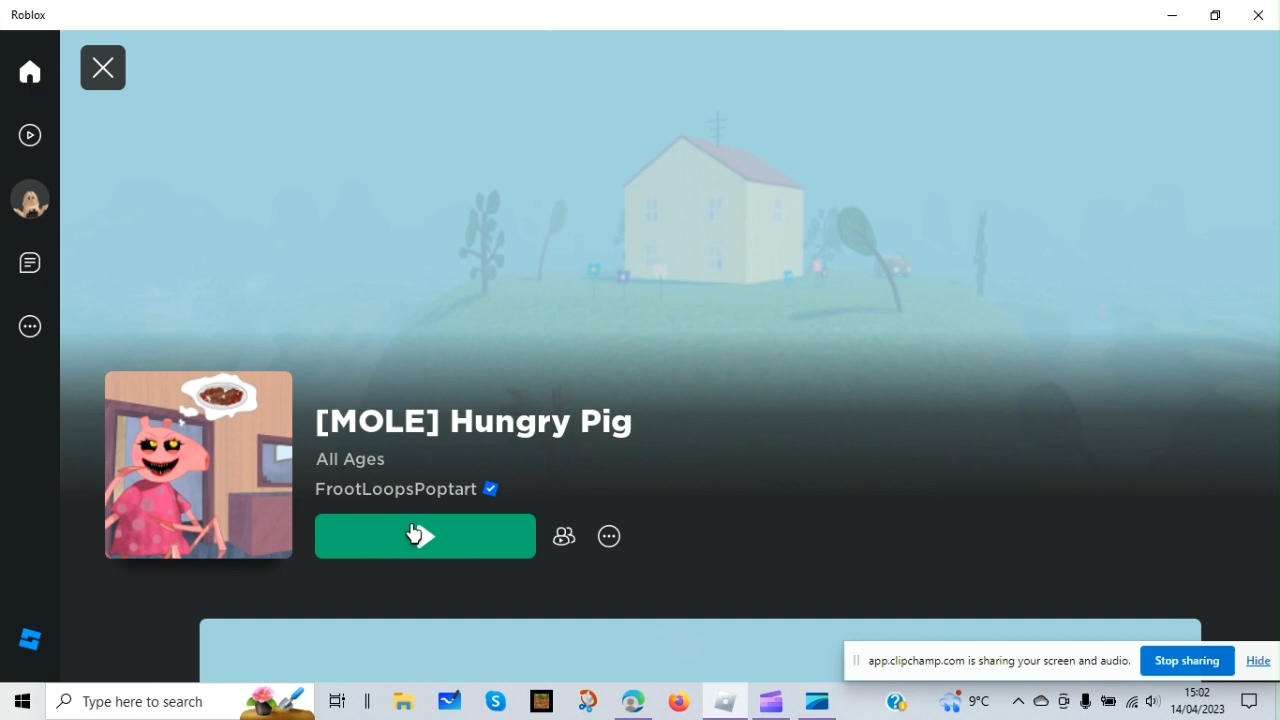 Roblox
[MOLE] Hungry Pig
All Ages
FrootLoopsPoptart
app.clipchamp.com is sharing your screen and audio.
Stop sharing
Hide
Type here to search
9°C
15:02
14/04/2023